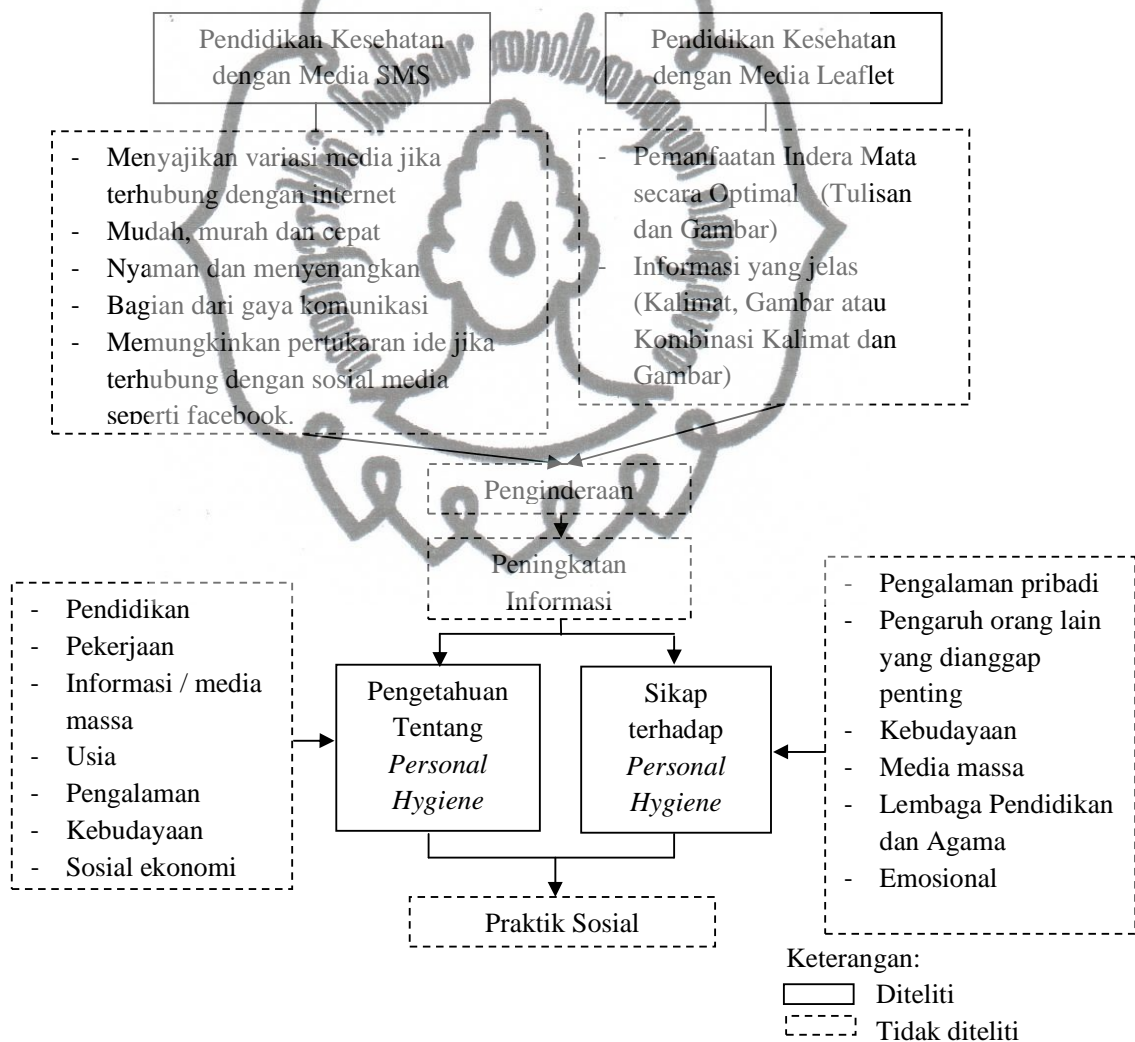 Pendidikan Kesehatan
dengan Media SMS
Pendidikan Kesehatan
dengan Media Leaflet
- Menyajikan variasi media jika
terhubung dengan internet
- Mudah, murah dan cepat
- Nyaman dan menyenangkan
- Bagian dari gaya komunikasi
- Memungkinkan pertukaran ide jika
terhubung dengan sosial media
seperti facebook.
- Pemanfaatan Indera Mata
secara Optimal (Tulisan
dan Gambar)
- Informasi yang jelas
(Kalimat, Gambar atau
Kombinasi Kalimat dan
Gambar)
Penginderaan
Peningkatan
Informasi
- Pendidikan
- Pekerjaan
- Informasi / media
massa
- Usia
- Pengalaman
- Kebudayaan
- Sosial ekonomi
Pengetahuan
Tentang
Personal
Hygiene
Sikap
terhadap
Personal
Hygiene
- Pengalaman pribadi
- Pengaruh orang lain
yang dianggap
penting
- Kebudayaan
- Media massa
- Lembaga Pendidikan
dan Agama
- Emosional
Praktik Sosial
Keterangan:
Diteliti
Tidak diteliti